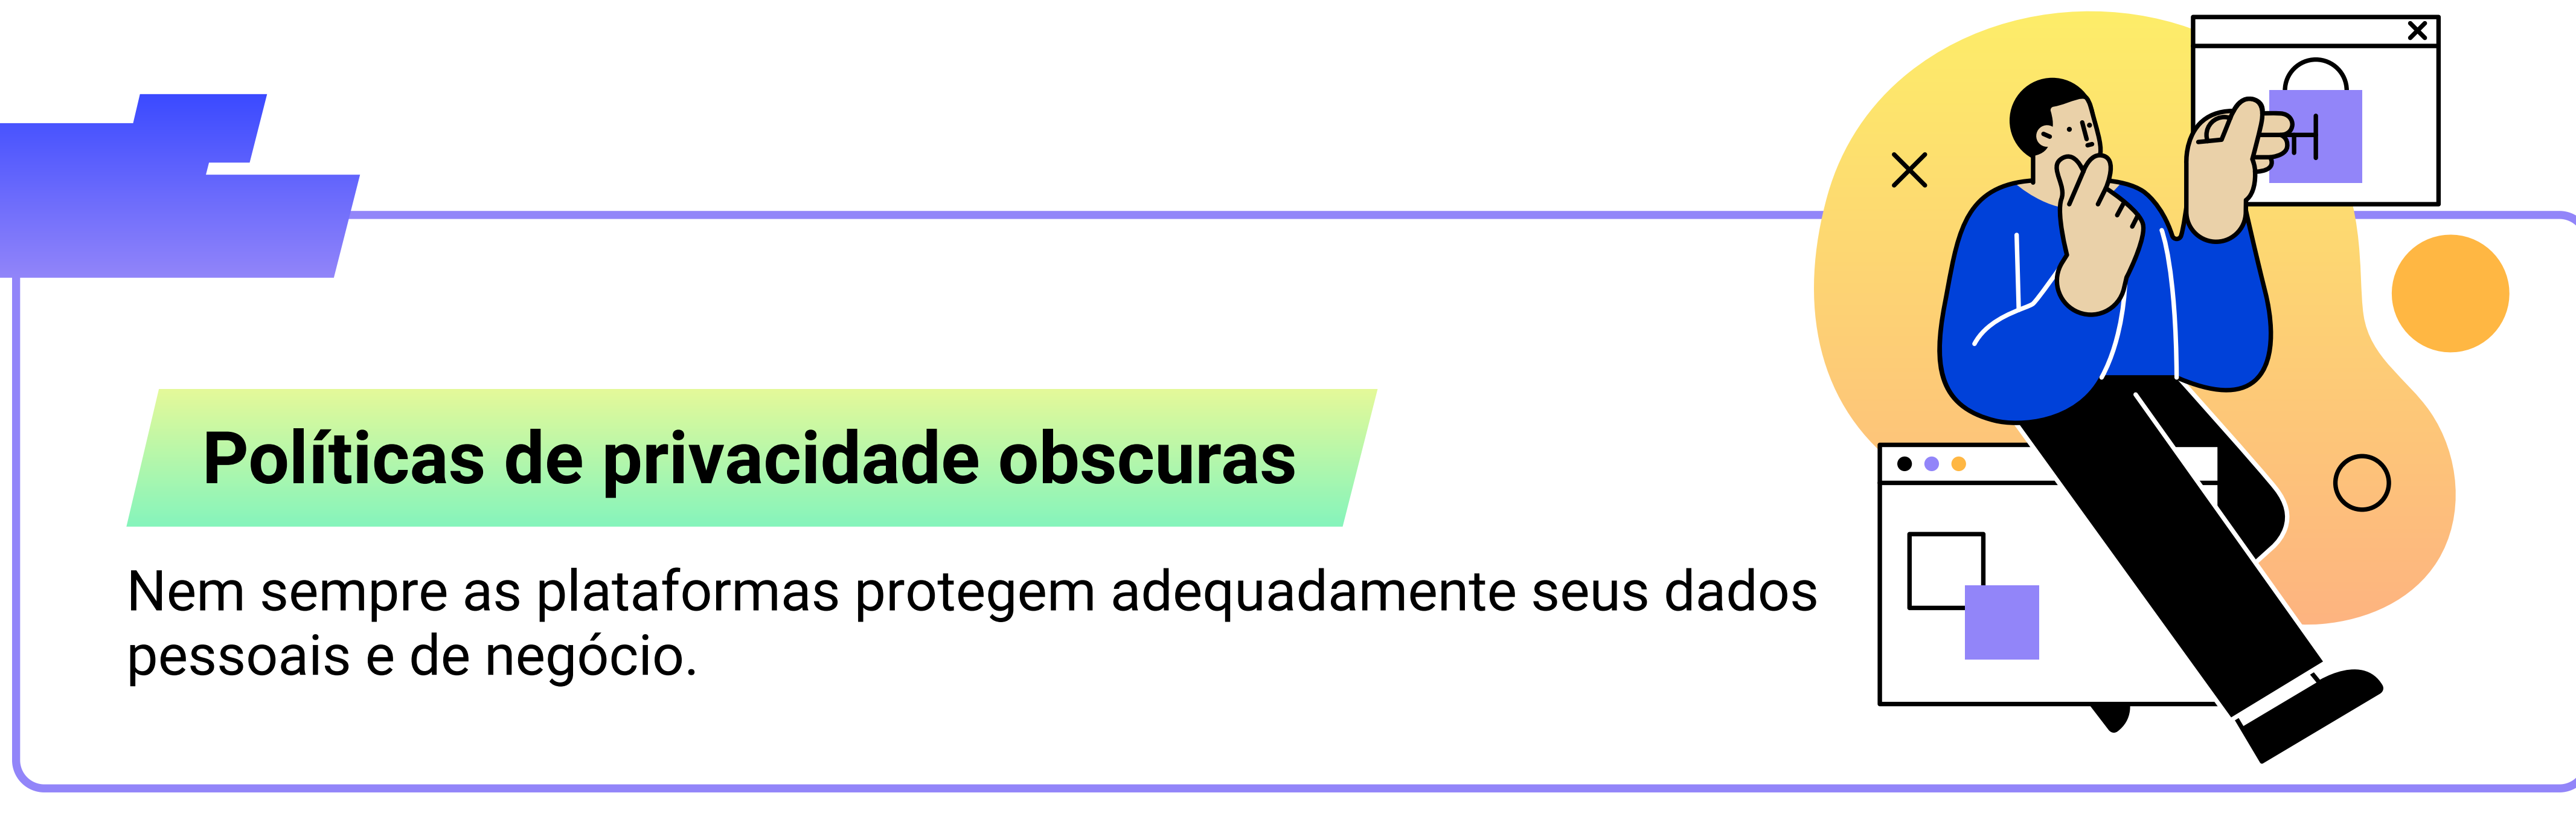 Políticas de privacidade obscuras
Nem sempre as plataformas protegem adequadamente seus dados
pessoais e de negócio.